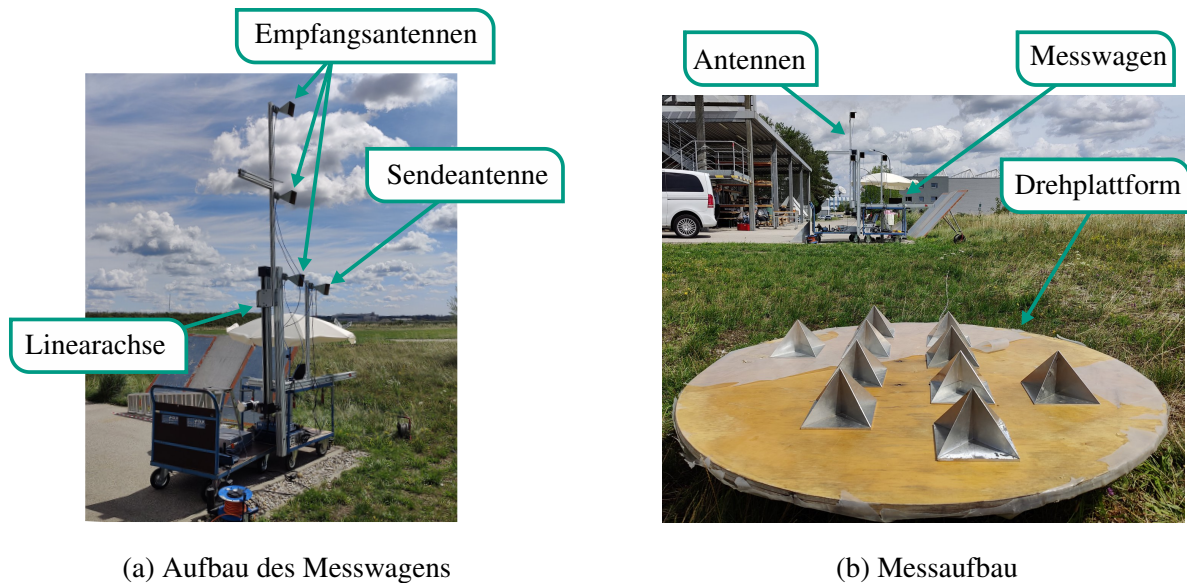 Empfangsantennen
Sendeantenne
Linearachse
(a) Aufbau des Messwagens
Antennen
Messwagen
Drehplattform
(b) Messaufbau